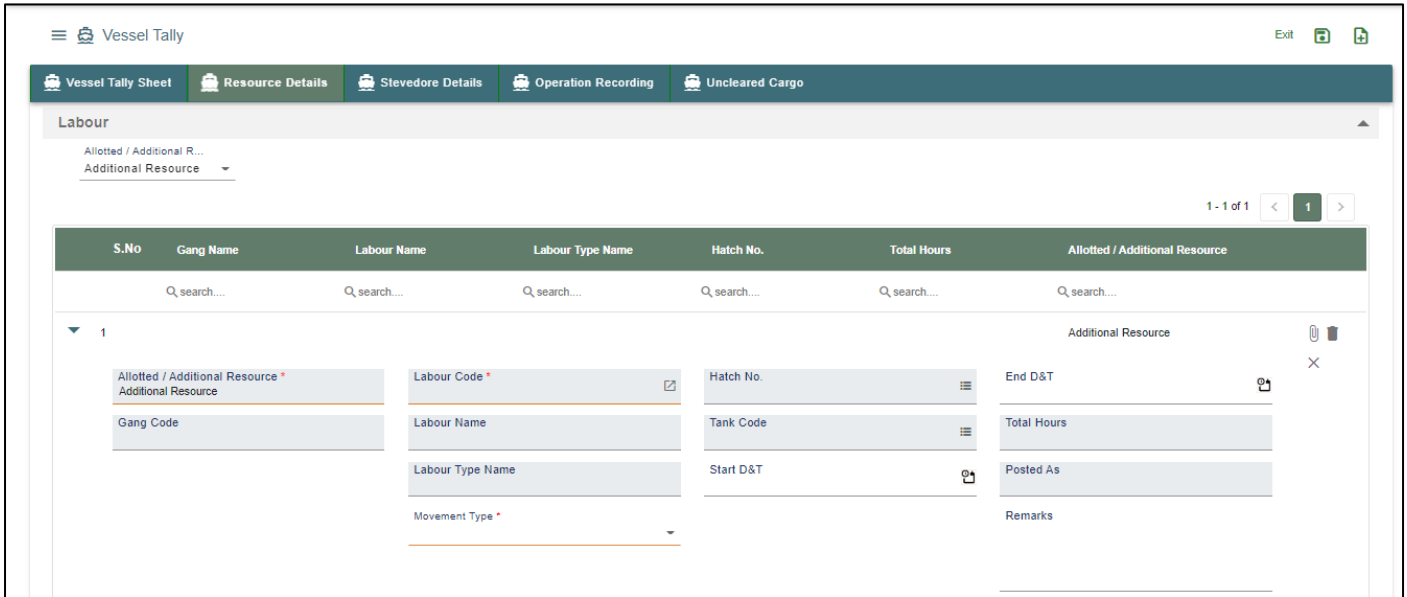 Vessel Tally
Exit
Vessel Tally Sheet Resource Details Stevedore Details Operation Recording Uncleared Cargo
Labour
Allotted / Additional R...
Additional Resource
1 - 1 of 1 < 1 >
S.No Gang Name Labour Name Labour Type Name Hatch No. Total Hours Allotted / Additional Resource
search.... search.... search.... search.... search.... search....
1 Additional Resource
Allotted / Additional Resource * Labour Code * Hatch No. End D&T
Additional Resource
Gang Code Labour Name Tank Code Total Hours
Labour Type Name Start D&T Posted As
Movement Type * Remarks